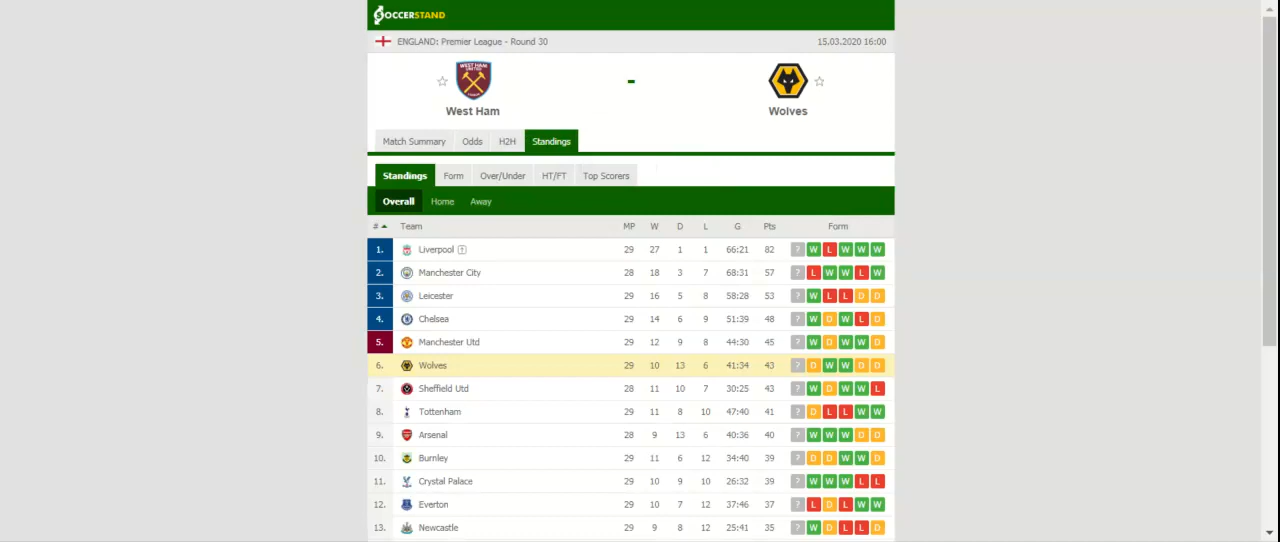 SOCCERSTAND
ENGLAND: Premier League - Round 30 15.03.2020 16:00
WEST HAM UNITED
-
West Ham Wolves
Match Summary Odds H2H Standings
Standings Form Over/Under HT/FT Top Scorers
Overall Home Away
# Team MP W D L G Pts Form
1. Liverpool 29 27 1 1 66:21 82 ? W L W W W
2. Manchester City 28 18 3 7 68:31 57 ? L W W L W
3. Leicester 29 16 5 8 58:28 53 ? W L L D D
4. Chelsea 29 14 6 9 51:39 48 ? W D W L D
5. Manchester Utd 29 12 9 8 44:30 45 ? W D W W D
6. Wolves 29 10 13 6 41:34 43 ? D W W D D
7. Sheffield Utd 28 11 10 7 30:25 43 ? W D W W L
8. Tottenham 29 11 8 10 47:40 41 ? D L L W W
9. Arsenal 28 9 13 6 40:36 40 ? W W W D D
10. Burnley 29 11 6 12 34:40 39 ? D D W W D
11. Crystal Palace 29 10 9 10 26:32 39 ? W W W L L
12. Everton 29 10 7 12 37:46 37 ? L D L W W
13. Newcastle 29 9 8 12 25:41 35 ? W D L L D